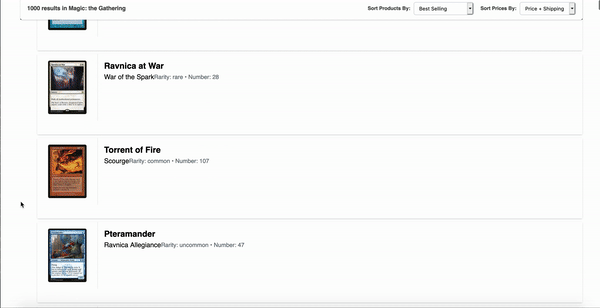 1000 results in Magic: the Gathering
Sort Products By:
Best Selling
Sort Prices By:
Price + Shipping
Ravnica at War
War of the SparkRarity: rare • Number: 28
Torrent of Fire
ScourgeRarity: common • Number: 107
Pteramander
Ravnica AllegianceRarity: uncommon • Number: 47